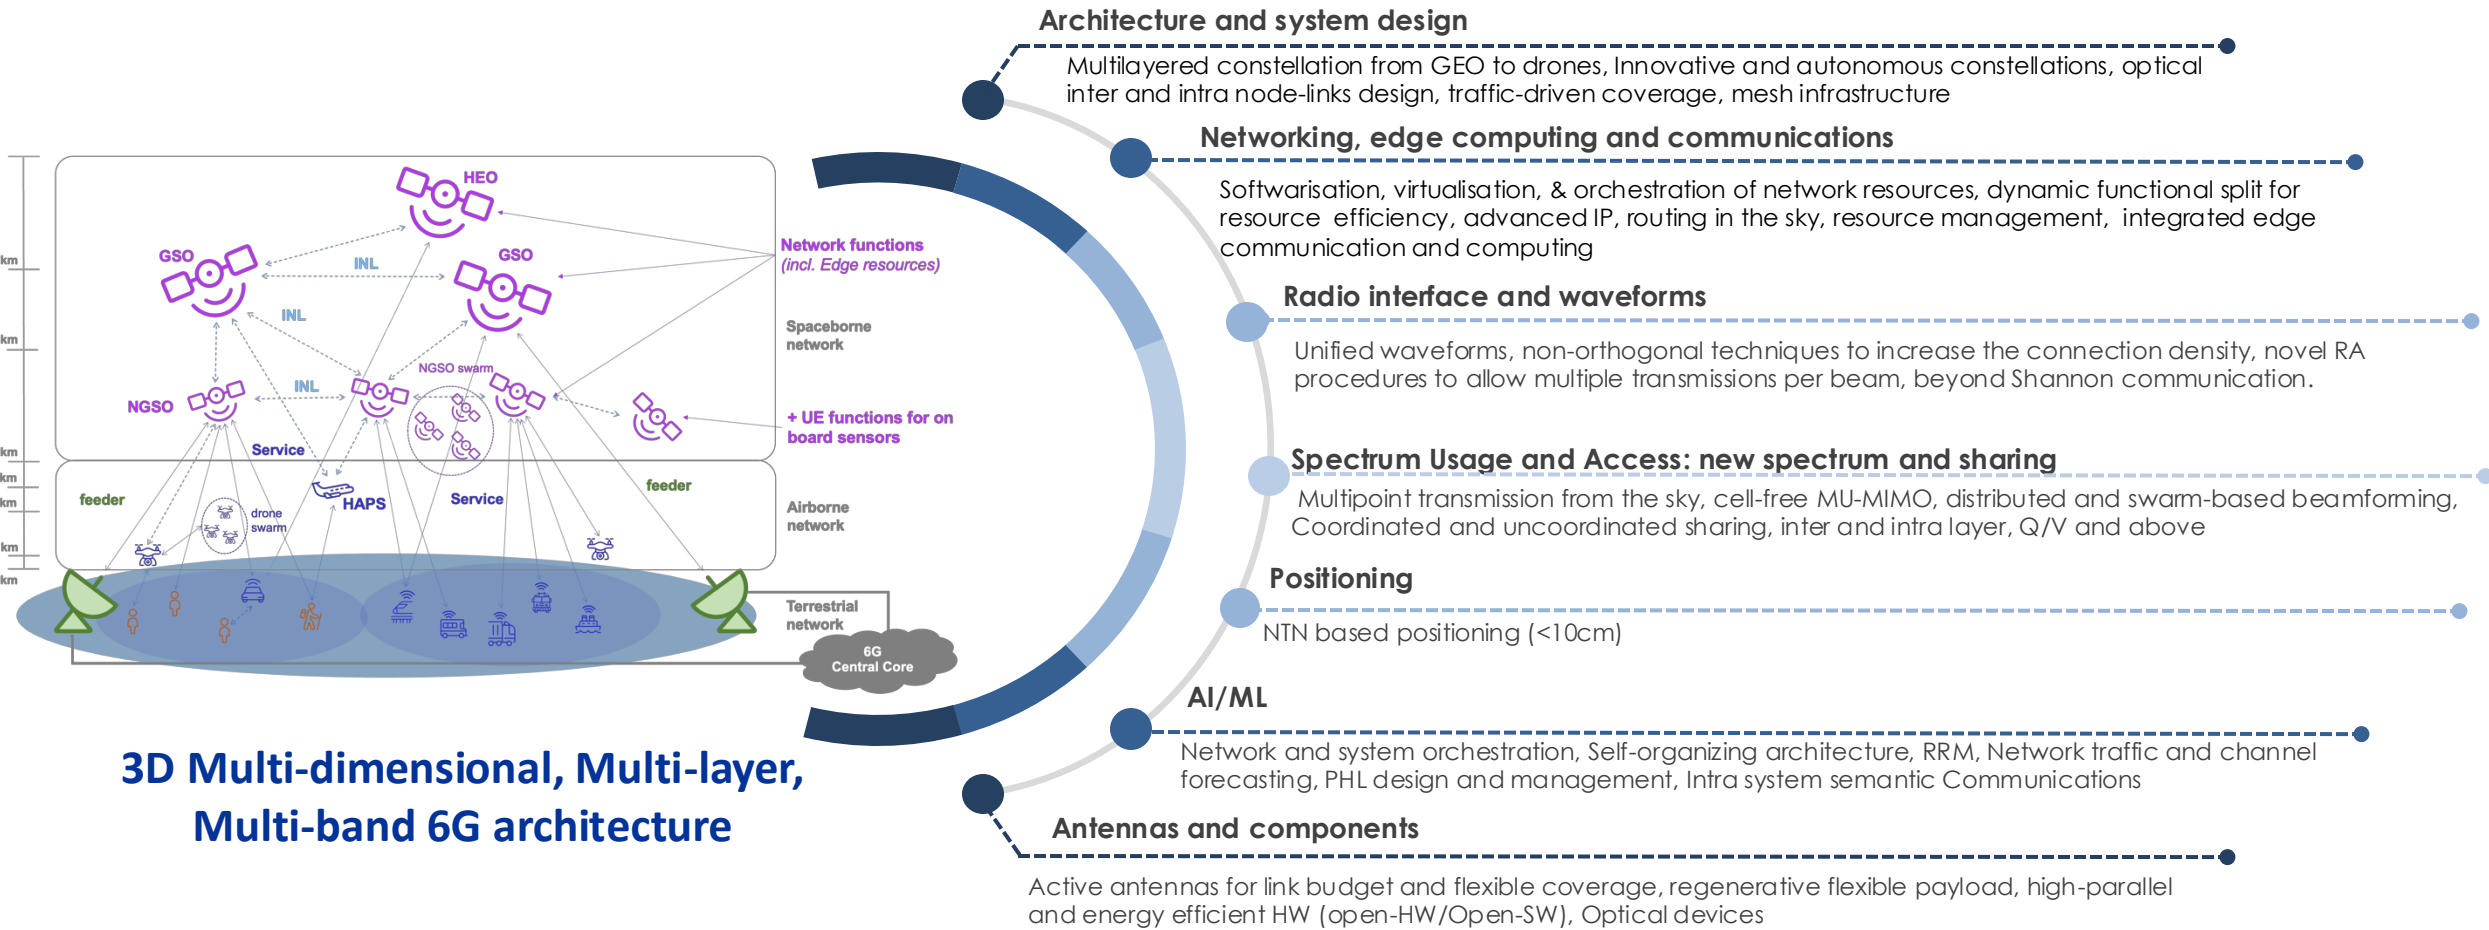 HEO
GSO
GSO
INL
INL
Network functions
(incl. Edge resources)
Spaceborne
network
NGSO swarm
INL
NGSO
+ UE functions for on
board sensors
Service
feeder
Service
feeder
HAPS
drone
swarm
Airborne
network
km
km
km
km
km
km
km
Terrestrial
network
6G
Central Core
3D Multi-dimensional, Multi-layer,
Multi-band 6G architecture
Architecture and system design
Multilayered constellation from GEO to drones, Innovative and autonomous constellations, optical
inter and intra node-links design, traffic-driven coverage, mesh infrastructure
Networking, edge computing and communications
Softwarisation, virtualisation, & orchestration of network resources, dynamic functional split for
resource efficiency, advanced IP, routing in the sky, resource management, integrated edge
communication and computing
Radio interface and waveforms
Unified waveforms, non-orthogonal techniques to increase the connection density, novel RA
procedures to allow multiple transmissions per beam, beyond Shannon communication.
Spectrum Usage and Access: new spectrum and sharing
Multipoint transmission from the sky, cell-free MU-MIMO, distributed and swarm-based beamforming,
Coordinated and uncoordinated sharing, inter and intra layer, Q/V and above
Positioning
NTN based positioning (<10cm)
AI/ML
Network and system orchestration, Self-organizing architecture, RRM, Network traffic and channel
forecasting, PHL design and management, Intra system semantic Communications
Antennas and components
Active antennas for link budget and flexible coverage, regenerative flexible payload, high-parallel
and energy efficient HW (open-HW/Open-SW), Optical devices